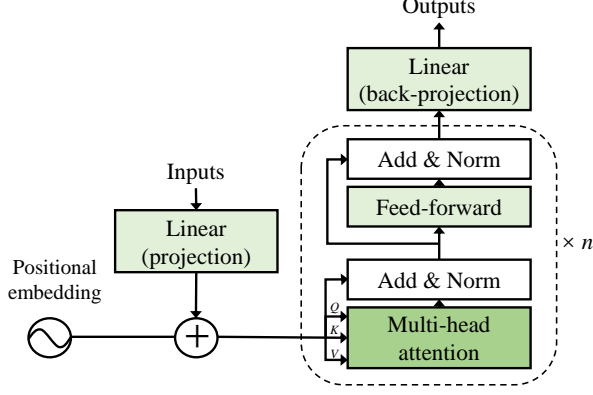 Outputs
Linear
(back-projection)
Add & Norm
Feed-forward
× n
Add & Norm
Multi-head
attention
Q
K
V
Inputs
Linear
(projection)
Positional
embedding